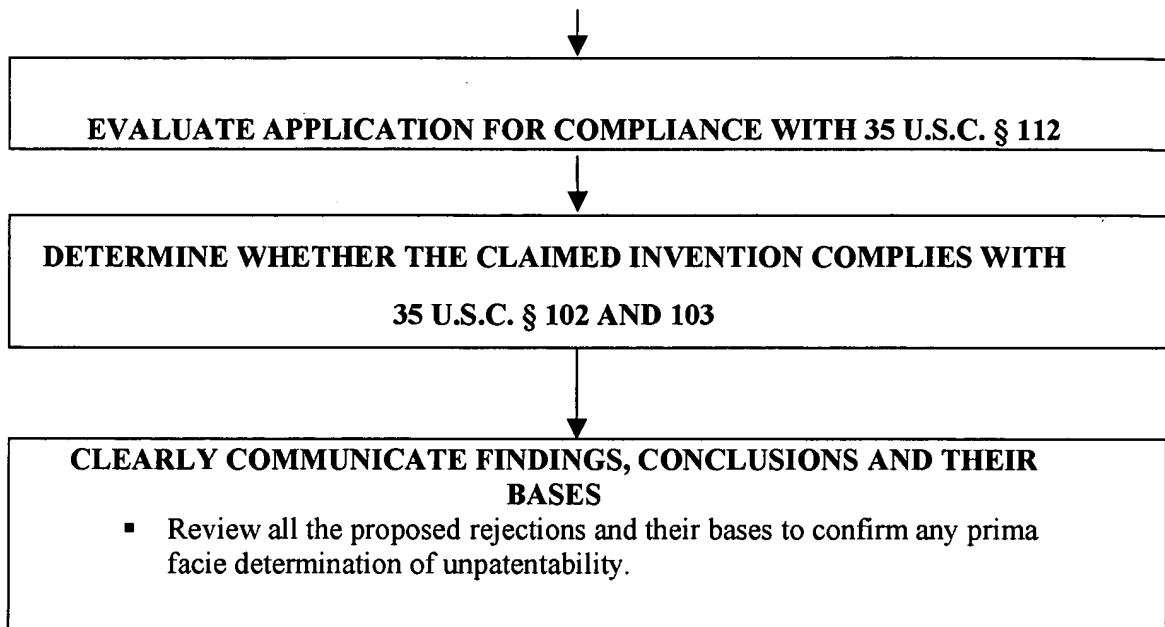 EVALUATE APPLICATION FOR COMPLIANCE WITH 35 U.S.C. § 112
DETERMINE WHETHER THE CLAIMED INVENTION COMPLIES WITH
35 U.S.C. § 102 AND 103
CLEARLY COMMUNICATE FINDINGS, CONCLUSIONS AND THEIR
BASES
▪ Review all the proposed rejections and their bases to confirm any prima
facie determination of unpatentability.